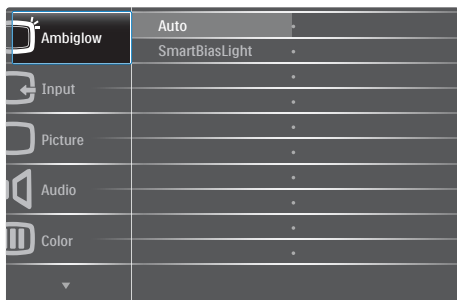 Ambiglow
Auto
SmartBiasLight
Input
Picture
Audio
Color